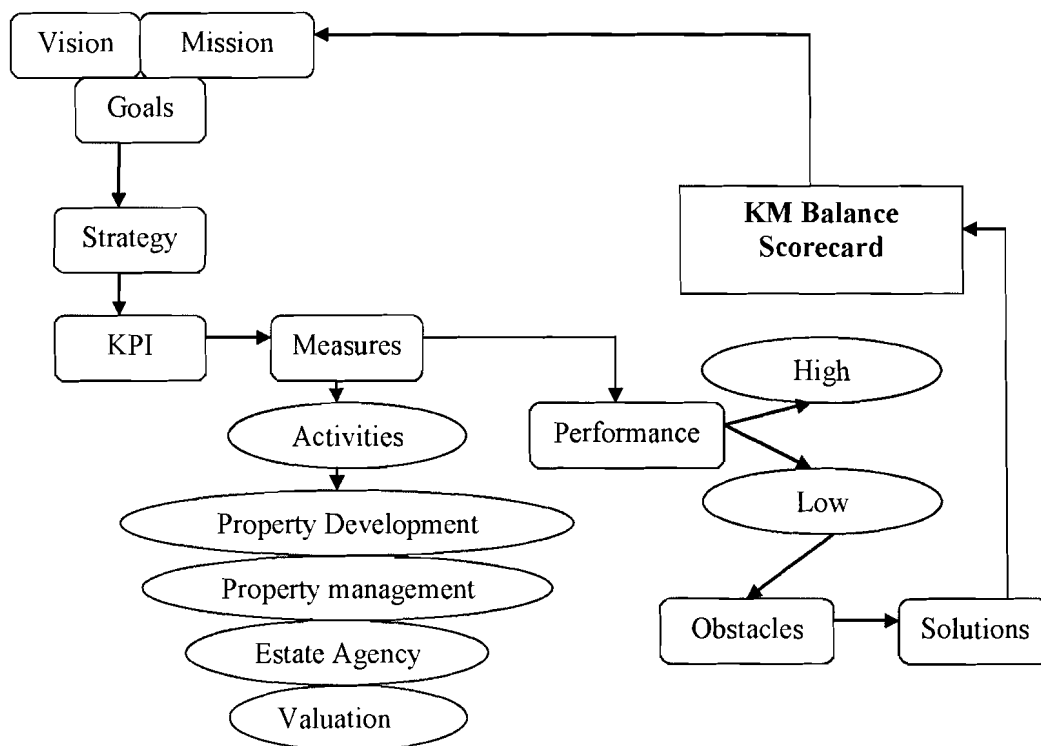 Vision
Mission
Goals
Strategy
KPI
Measures
Activities
Property Development
Property management
Estate Agency
Valuation
Performance
High
Low
Obstacles
Solutions
KM Balance
Scorecard